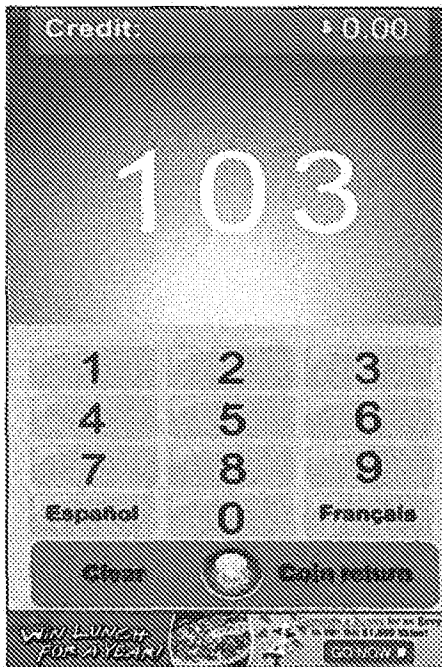 Credit: $ 0.00
103
1 2 3
4 5 6
7 8 9
Español 0 Français
Clear Coin return
WIN LUNCH
FOR A YEAR!